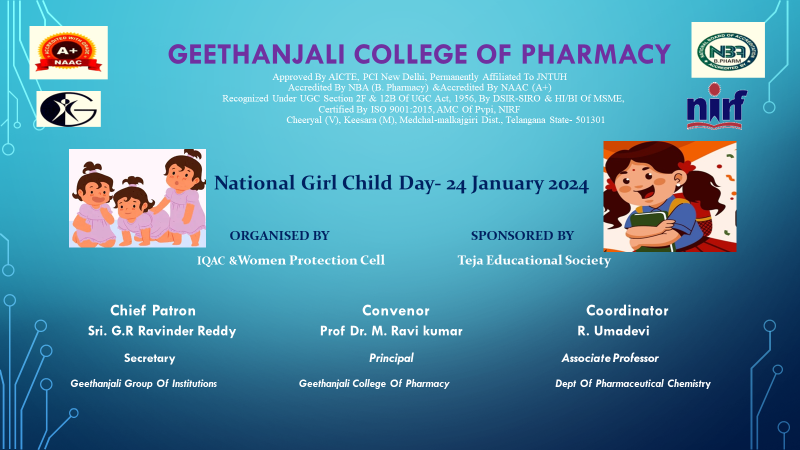 GEETHANJALI COLLEGE OF PHARMACY
Approved By AICTE, PCI New Delhi, Permanently Affiliated To JNTUH
Accredited By NBA (B. Pharmacy) &Accredited By NAAC (A+)
Recognized Under UGC Section 2F & 12B Of UGC Act, 1956, By DSIR-SIRO & HI/BI Of MSME,
Certified By ISO 9001:2015, AMC Of Pvpi, NIRF
Cheeryal (V), Keesara (M), Medchal-malkajgiri Dist., Telangana State- 501301
A+
NAAC
NBA
B.PHARM
nirf
National Girl Child Day- 24 January 2024
ORGANISED BY SPONSORED BY
IQAC &Women Protection Cell Teja Educational Society
Chief Patron Convenor Coordinator
Sri. G.R Ravinder Reddy Prof Dr. M. Ravi kumar R. Umadevi
Secretary Principal Associate Professor
Geethanjali Group Of Institutions Geethanjali College Of Pharmacy Dept Of Pharmaceutical Chemistry